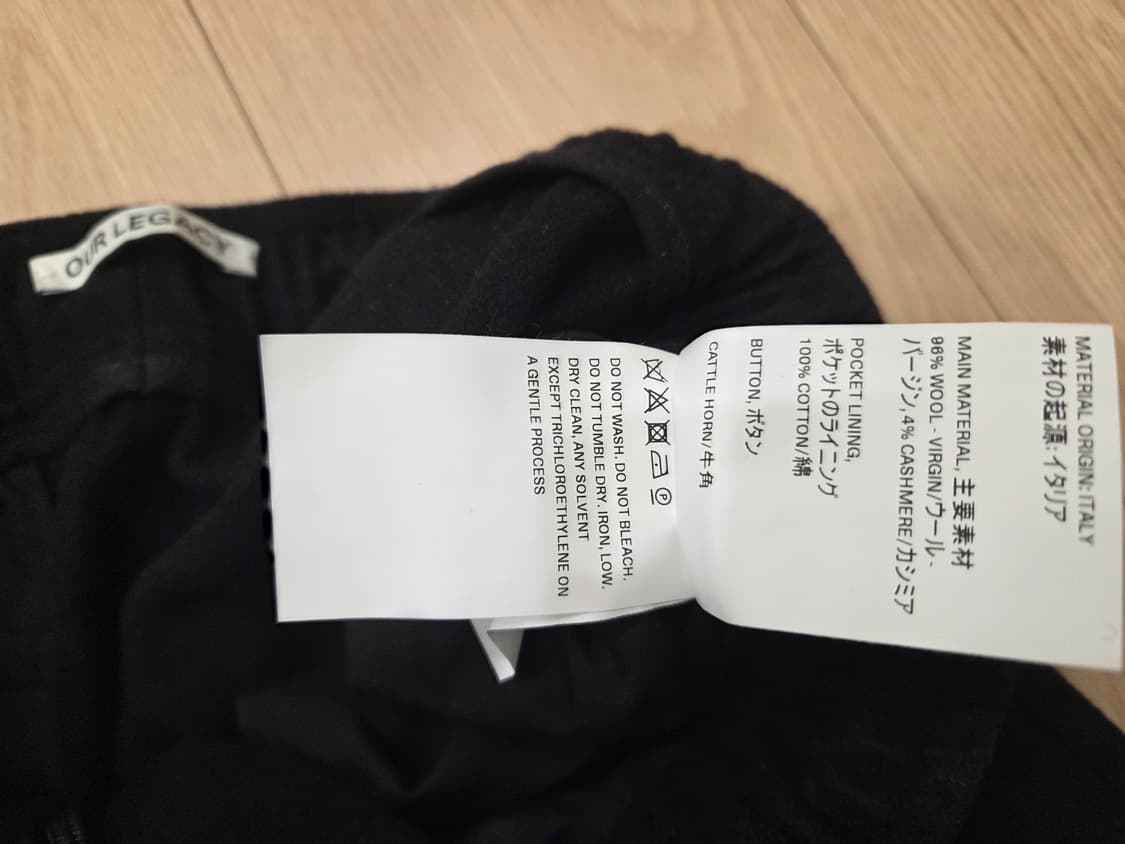 OUR LEGACY
MATERIAL ORIGIN: ITALY
素材の起源: イタリア
MAIN MATERIAL, 主要素材
96% WOOL - VIRGIN/ウール -
バージン, 4% CASHMERE/カシミア
POCKET LINING,
ポケットのライニング
100% COTTON/綿
BUTTON, ボタン
CATTLE HORN/牛角
P
DO NOT WASH. DO NOT BLEACH.
DO NOT TUMBLE DRY. IRON, LOW.
DRY CLEAN, ANY SOLVENT
EXCEPT TRICHLOROETHYLENE ON
A GENTLE PROCESS